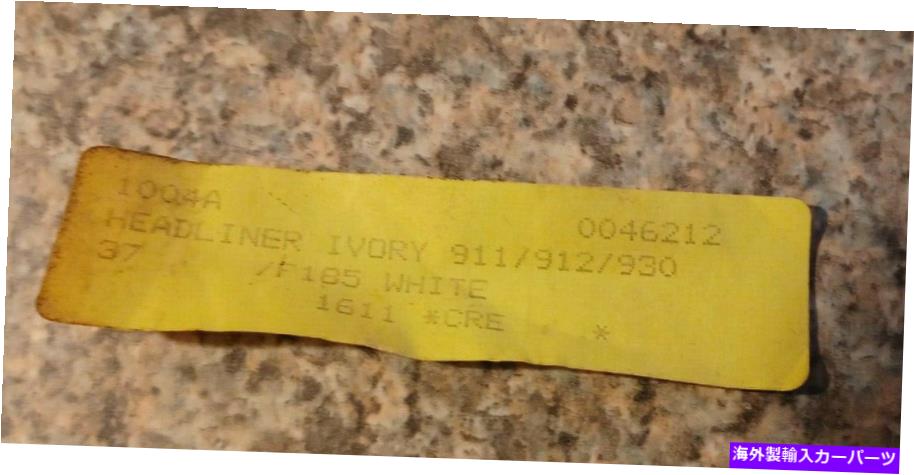 1004A 0046212
HEADLINER IVORY 911/912/930
37 /F185 WHITE
1611 *CRE *
海外製輸入カーパーツ